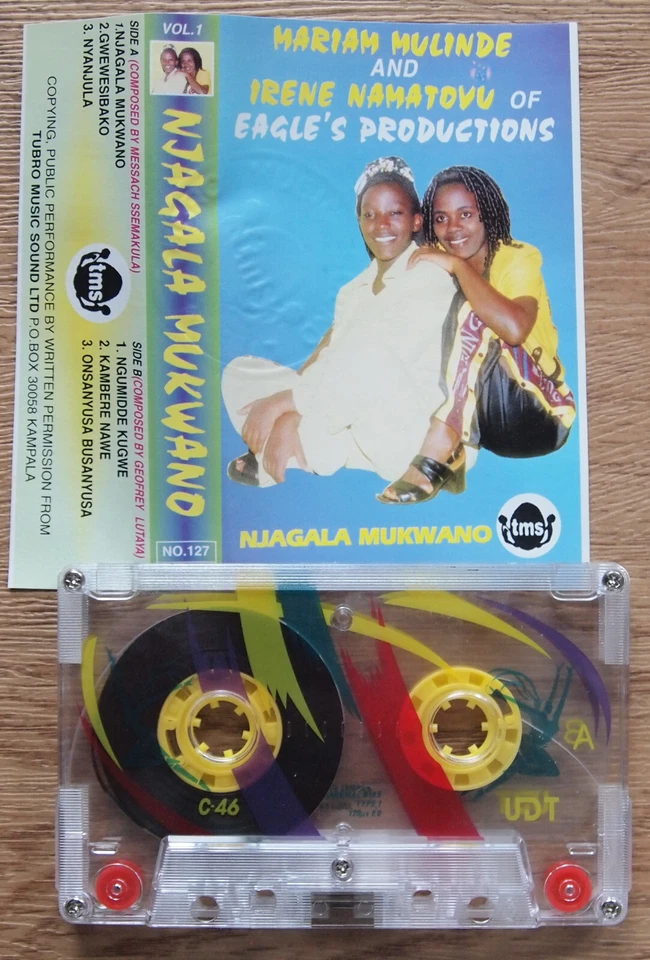 MARIAM MULINDE
AND
IRENE NAMATOVU OF
EAGLE'S PRODUCTIONS
NJAGALA MUKWANO
tms
VOL.1
NJAGALA MUKWANO
NO.127
SIDE A (COMPOSED BY MESSACH SSEMAKULA)
1.NJAGALA MUKWANO
2.GWEWESIBAKO
3. NYANJULA
tms
SIDE B(COMPOSED BY GEOFREY LUTAYA)
1. NGUMIDDE KUGWE
2. KAMBERE NAWE
3. ONSANYUSA BUSANYUSA
COPYING, PUBLIC PERFORMANCE BY WRITTEN PERMISSION FROM
TUBRO MUSIC SOUND LTD P.O.BOX 30058 KAMPALA
C-46
A
UDT